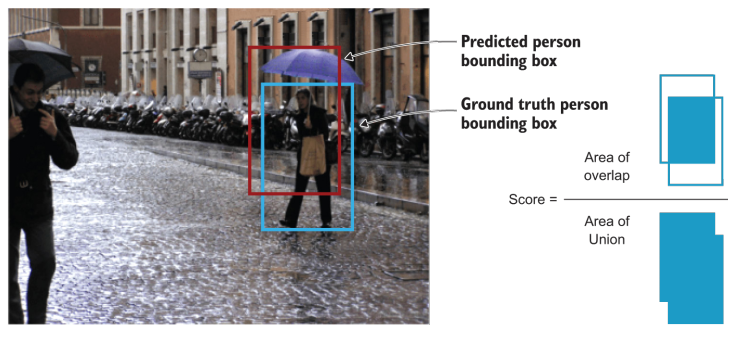 Predicted person
bounding box
Ground truth person
bounding box
Area of
overlap
Score =
Area of
Union